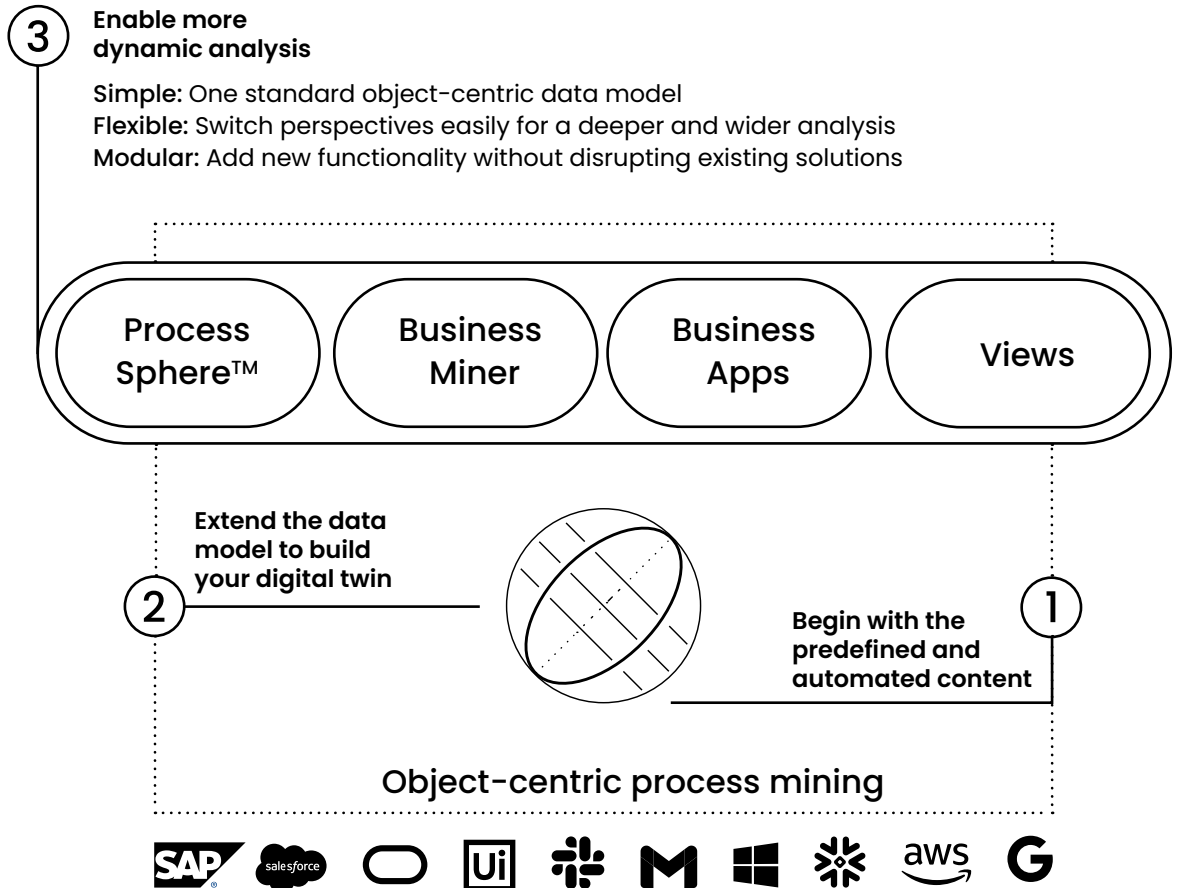 3
Enable more
dynamic analysis
Simple: One standard object-centric data model
Flexible: Switch perspectives easily for a deeper and wider analysis
Modular: Add new functionality without disrupting existing solutions
Process
Sphere™
Business
Miner
Business
Apps
Views
Extend the data
model to build
your digital twin
2
1
Begin with the
predefined and
automated content
Object-centric process mining
SAP ® salesforce Ui M aws G